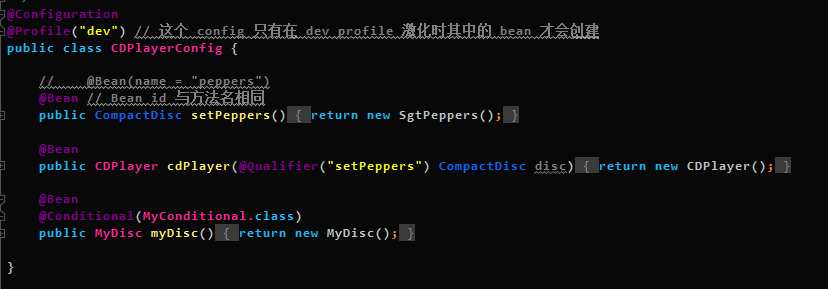 @Configuration
@Profile("dev") // 这个 config 只有在 dev profile 激化时其中的 bean 才会创建
public class CDPlayerConfig {
//    @Bean(name = "peppers")
@Bean // Bean id 与方法名相同
public CompactDisc setPeppers() { return new SgtPeppers(); }
@Bean
public CDPlayer cdPlayer(@Qualifier("setPeppers") CompactDisc disc) { return new CDPlayer(); }
@Bean
@Conditional(MyConditional.class)
public MyDisc myDisc() { return new MyDisc(); }
}